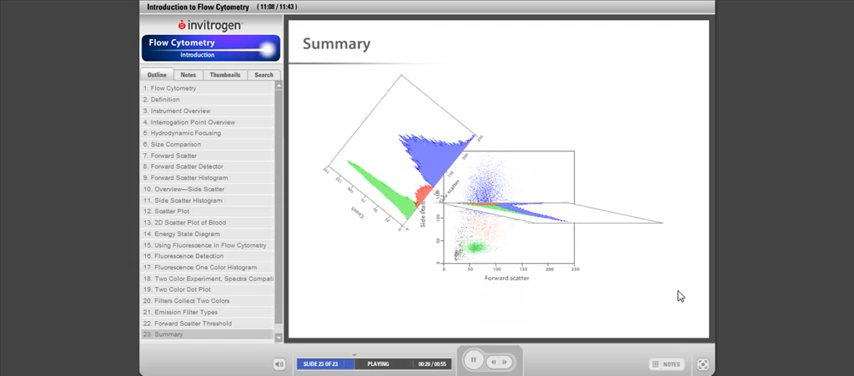 Introduction to Flow Cytometry (11:08 / 11:43)
invitrogen
Flow Cytometry
Introduction
Outline Notes Thumbnails Search
1. Flow Cytometry
2. Definition
3. Instrument Overview
4. Interrogation Point Overview
5. Hydrodynamic Focusing
6. Size Comparison
7. Forward Scatter
8. Forward Scatter Detector
9. Forward Scatter Histogram
10. Overview—Side Scatter
11. Side Scatter Histogram
12. Scatter Plot
13. 2D Scatter Plot of Blood
14. Energy State Diagram
15. Using Fluorescence in Flow Cytometry
16. Fluorescence Detection
17. Fluorescence One Color Histogram
18. Two Color Experiment, Spectra Compati
19. Two Color Dot Plot
20. Filters Collect Two Colors
21. Emission Filter Types
22. Forward Scatter Threshold
23. Summary
Summary
Count
Side
scatter
100
50
0
0 50 100 150 200 250
Forward scatter
SLIDE 23 OF 23 PLAYING 00:20 / 00:55
NOTES